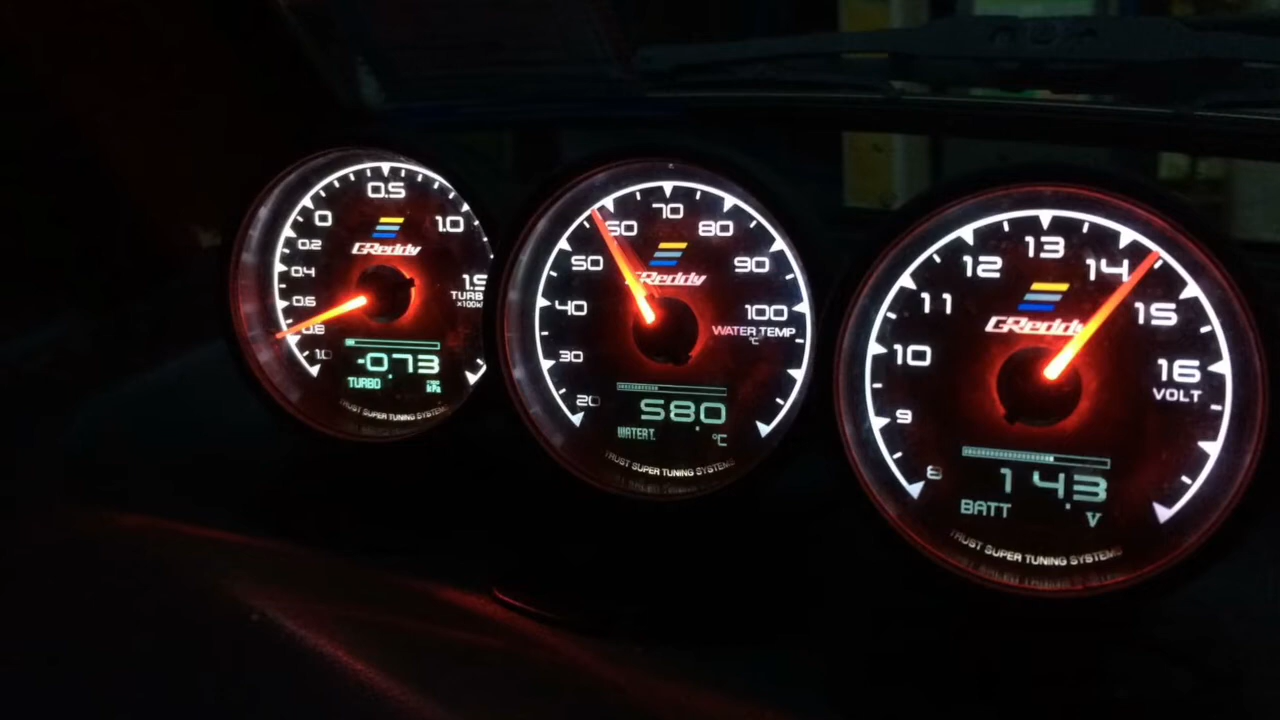 0.5
0
1.0
0.2
GReddy
0.4
0.6
TURB
0.8
1.0
-0.73
TURBO
x100
kPa
TRUST SUPER TUNING SYSTEMS
70
60
80
50
90
GReddy
40
100
WATER TEMP
°C
30
20
58.0
WATER T.
°C
TRUST SUPER TUNING SYSTEMS
13
12
14
11
15
GReddy
10
16
VOLT
9
8
14.3
BATT
V
TRUST SUPER TUNING SYSTEMS